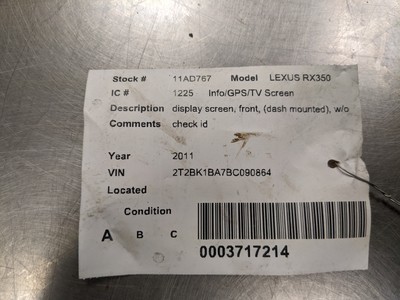 Stock # 11AD767 Model LEXUS RX350
IC # 1225 Info/GPS/TV Screen
Description display screen, front, (dash mounted), w/o
Comments check id
Year 2011
VIN 2T2BK1BA7BC090864
Located
Condition
A B C
0003717214